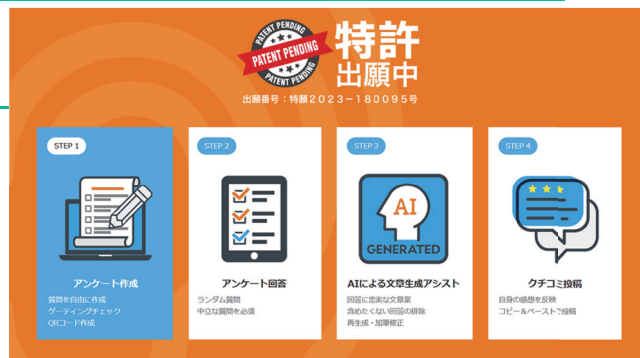 PATENT PENDING
PATENT PENDING
PATENT PENDING
特許
出願中
出願番号：特願2023－180095号
STEP 1
アンケート作成
質問を自由に作成
ゲーティングチェック
QRコード作成
STEP 2
アンケート回答
ランダム質問
中立な質問を必須
STEP 3
AI
GENERATED
AIによる文章生成アシスト
回答に忠実な文章案
含めたくない回答の排除
再生成・加筆修正
STEP 4
クチコミ投稿
自身の感想を反映
コピー&ペーストで投稿